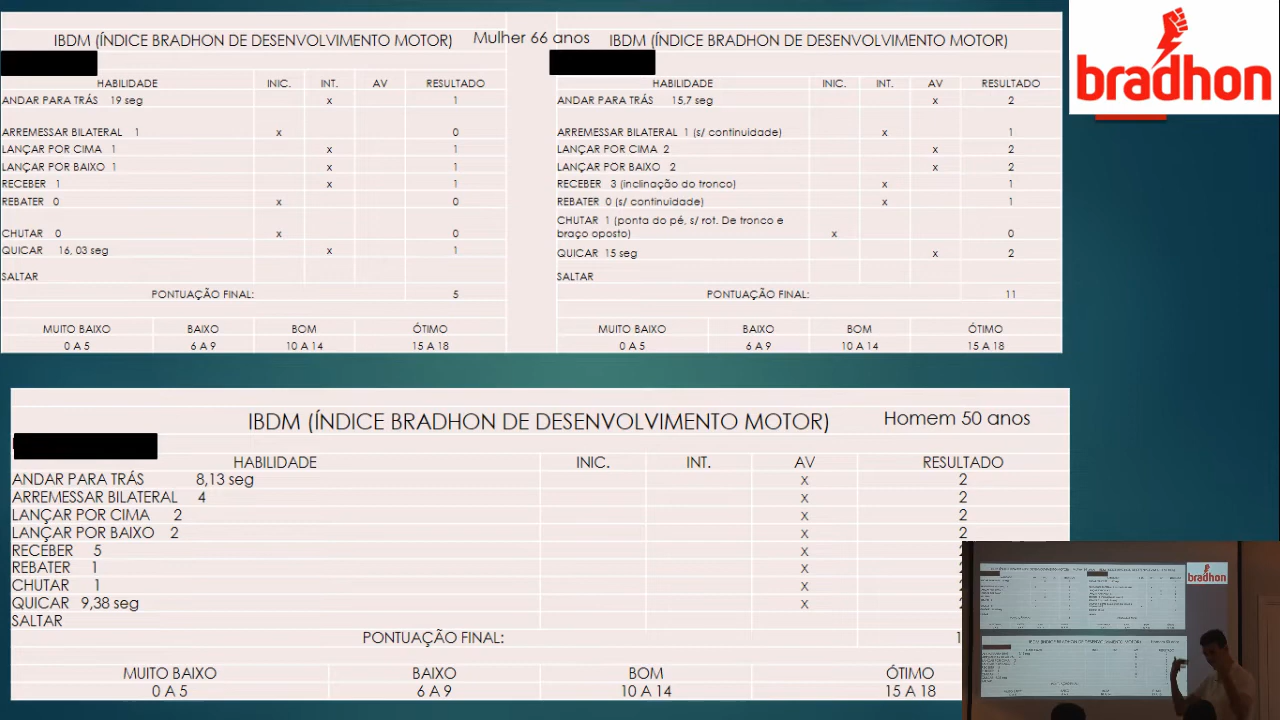 IBDM (ÍNDICE BRADHON DE DESENVOLVIMENTO MOTOR) Mulher 66 anos
HABILIDADE INIC. INT. AV RESULTADO
ANDAR PARA TRÁS 19 seg x 1
ARREMESSAR BILATERAL 1 x 0
LANÇAR POR CIMA 1 x 1
LANÇAR POR BAIXO 1 x 1
RECEBER 1 x 1
REBATER 0 x 0
CHUTAR 0 x 0
QUICAR 16, 03 seg x 1
SALTAR
PONTUAÇÃO FINAL: 5
MUITO BAIXO BAIXO BOM ÓTIMO
0 A 5 6 A 9 10 A 14 15 A 18
IBDM (ÍNDICE BRADHON DE DESENVOLVIMENTO MOTOR)
HABILIDADE INIC. INT. AV RESULTADO
ANDAR PARA TRÁS 15,7 seg x 2
ARREMESSAR BILATERAL 1 (s/ continuidade) x 1
LANÇAR POR CIMA 2 x 2
LANÇAR POR BAIXO 2 x 2
RECEBER 3 (inclinação do tronco) x 1
REBATER 0 (s/ continuidade) x 1
CHUTAR 1 (ponta do pé, s/ rot. De tronco e
braço oposto) x 0
QUICAR 15 seg x 2
SALTAR
PONTUAÇÃO FINAL: 11
MUITO BAIXO BAIXO BOM ÓTIMO
0 A 5 6 A 9 10 A 14 15 A 18
bradhon
IBDM (ÍNDICE BRADHON DE DESENVOLVIMENTO MOTOR) Homem 50 anos
HABILIDADE INIC. INT. AV RESULTADO
ANDAR PARA TRÁS 8,13 seg x 2
ARREMESSAR BILATERAL 4 x 2
LANÇAR POR CIMA 2 x 2
LANÇAR POR BAIXO 2 x 2
RECEBER 5 x
REBATER 1 x
CHUTAR 1 x
QUICAR 9,38 seg x
SALTAR
PONTUAÇÃO FINAL:
MUITO BAIXO BAIXO BOM ÓTIMO
0 A 5 6 A 9 10 A 14 15 A 18
bradhon